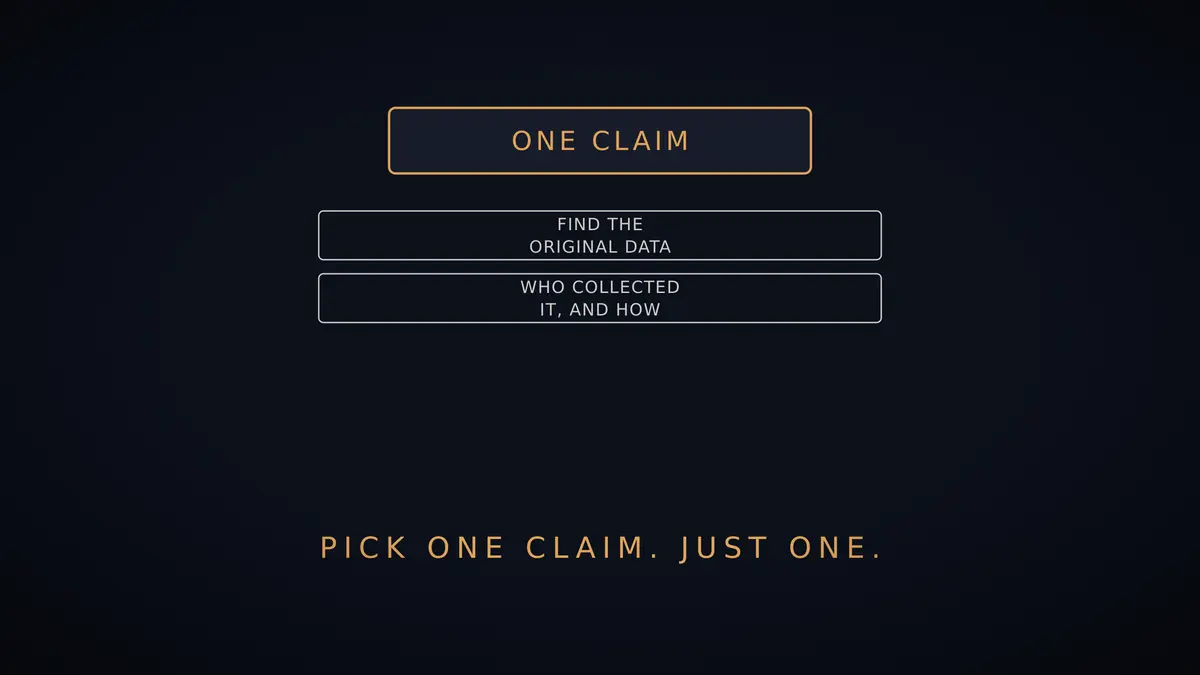 ONE CLAIM
FIND THE
ORIGINAL DATA
WHO COLLECTED
IT, AND HOW
PICK ONE CLAIM. JUST ONE.